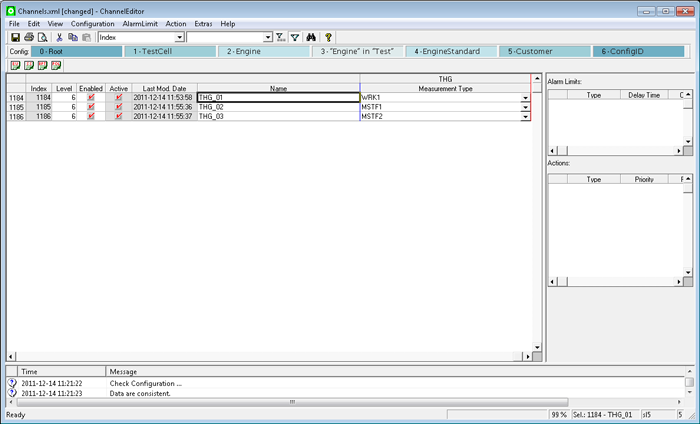 Channels.xml [changed] - ChannelEditor
File Edit View Configuration AlarmLimit Action Extras Help
Index
Config: 0 - Root 1 - TestCell 2 - Engine 3 - "Engine" in "Test" 4 - EngineStandard 5 - Customer 6 - ConfigID
THG
Index Level Enabled Active Last Mod. Date Name Measurement Type
1184 1184 6 2011-12-14 11:53:58 THG_01 WRK1
1185 1185 6 2011-12-14 11:55:36 THG_02 MSTF1
1186 1186 6 2011-12-14 11:55:37 THG_03 MSTF2
Alarm Limits:
Type Delay Time C
Actions:
Type Priority F
Time Message
2011-12-14 11:21:22 Check Configuration ...
2011-12-14 11:21:23 Data are consistent.
Ready 99 % Sel.: 1184 - THG_01 sl5 5